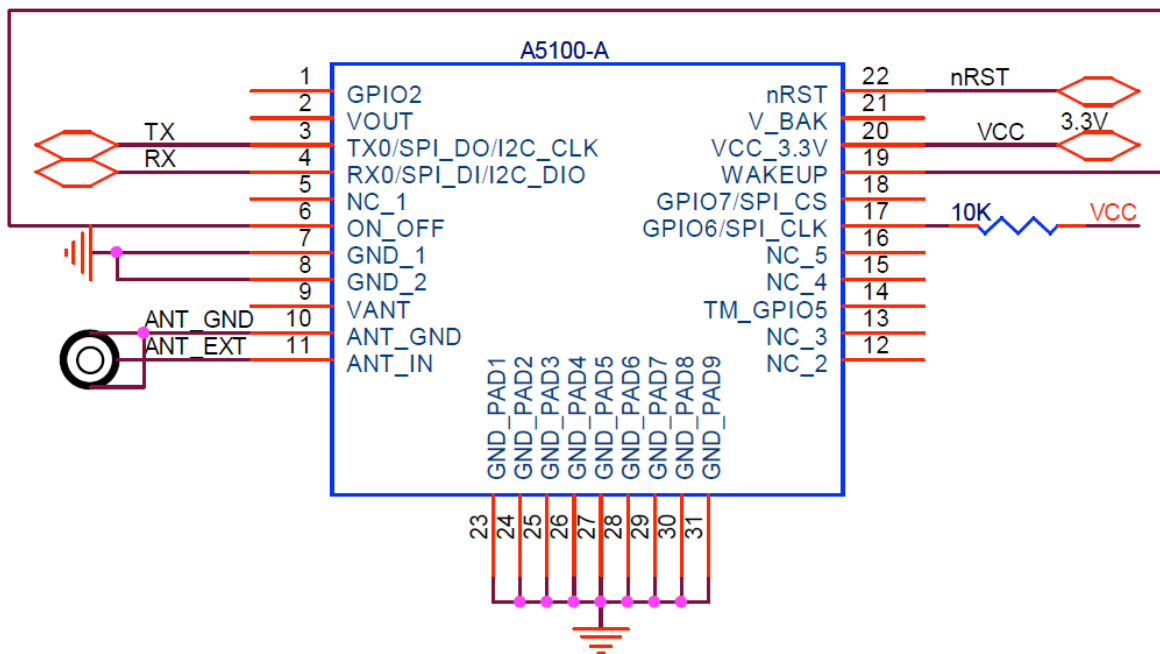 A5100-A
1
GPIO2
2
VOUT
3
TX
TX0/SPI_DO/I2C_CLK
4
RX
RX0/SPI_DI/I2C_DIO
5
NC_1
6
ON_OFF
7
GND_1
8
GND_2
9
VANT
10
ANT_GND
ANT_GND
11
ANT_EXT
ANT_IN
22
nRST
nRST
21
V_BAK
20
VCC
3.3V
VCC_3.3V
19
WAKEUP
18
GPIO7/SPI_CS
17
10K
VCC
GPIO6/SPI_CLK
16
NC_5
15
NC_4
14
TM_GPIO5
13
NC_3
12
NC_2
GND_PAD1
GND_PAD2
GND_PAD3
GND_PAD4
GND_PAD5
GND_PAD6
GND_PAD7
GND_PAD8
GND_PAD9
23
24
25
26
27
28
29
30
31